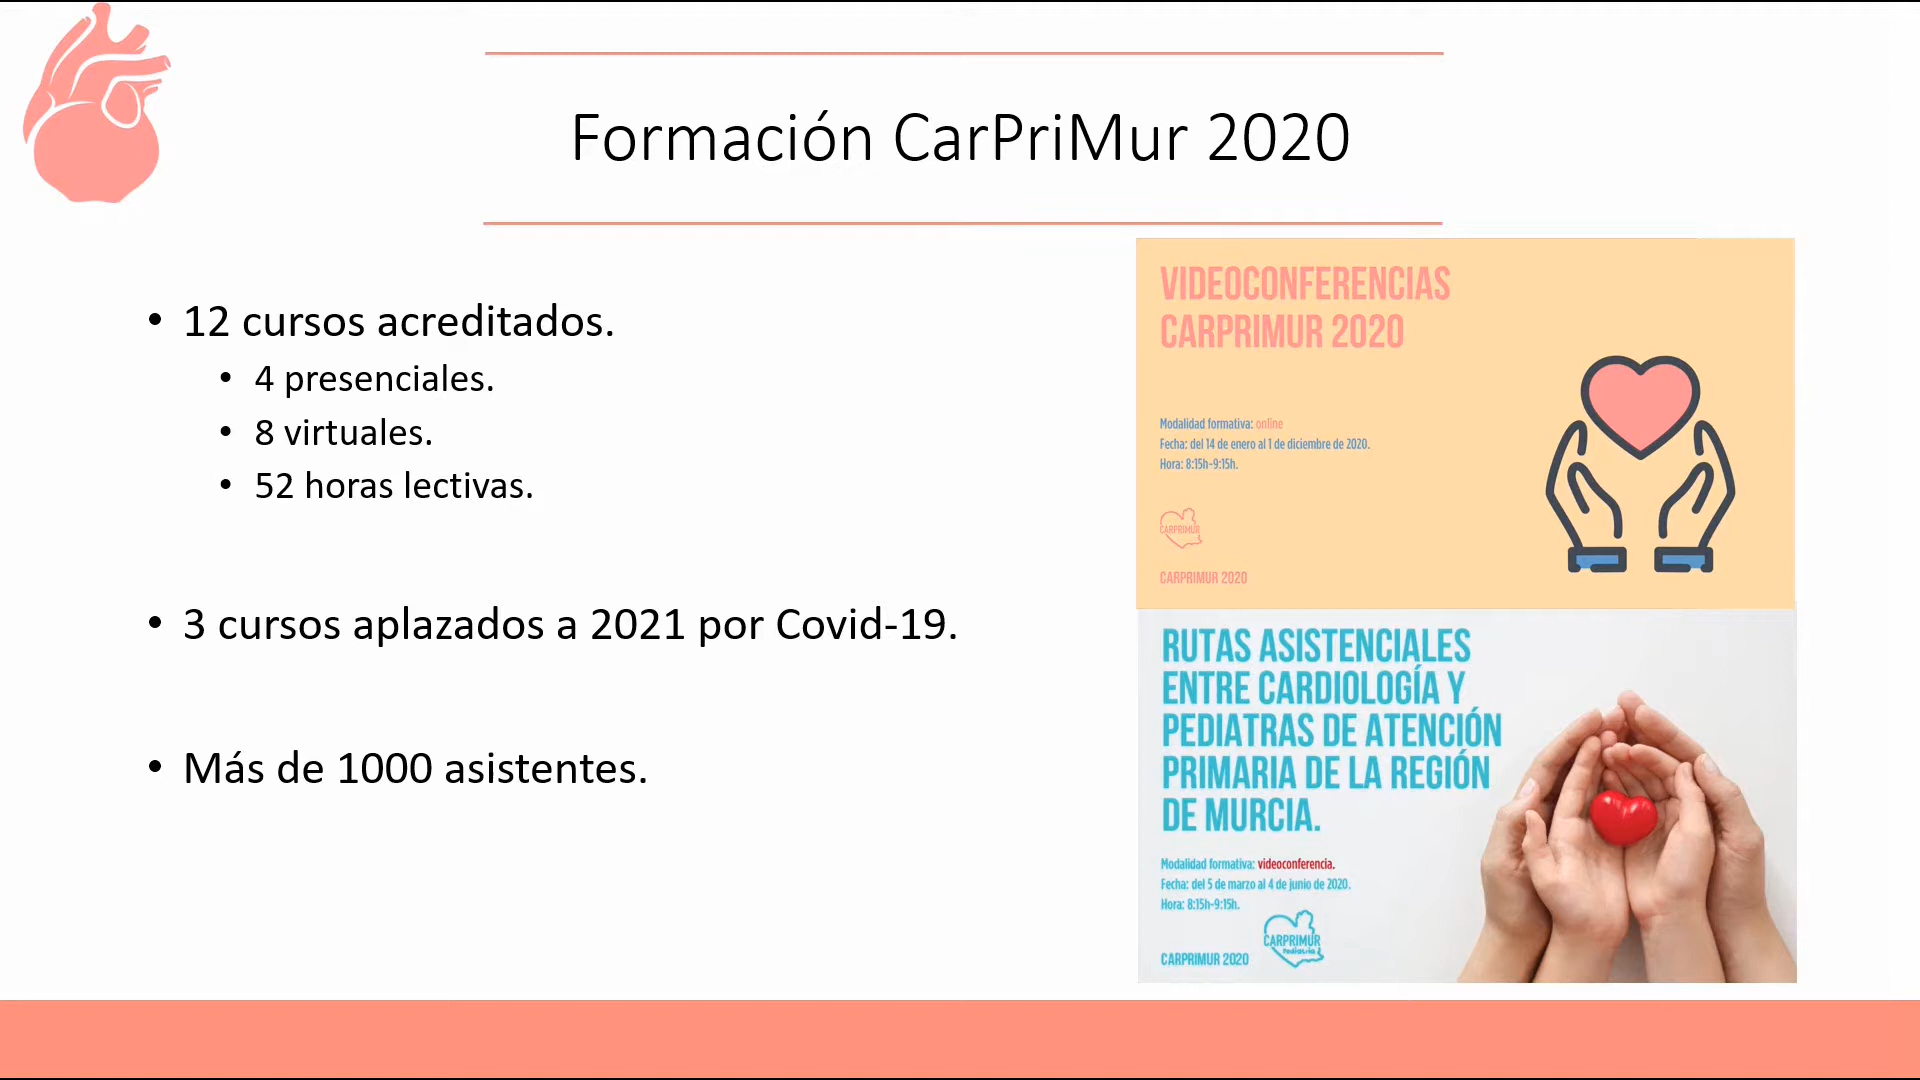 Formación CarPriMur 2020
• 12 cursos acreditados.
• 4 presenciales.
• 8 virtuales.
• 52 horas lectivas.
• 3 cursos aplazados a 2021 por Covid-19.
• Más de 1000 asistentes.
VIDEOCONFERENCIAS
CARPRIMUR 2020
Modalidad formativa: online
Fecha: del 14 de enero al 1 de diciembre de 2020.
Hora: 8:15h-9:15h.
CARPRIMUR
CARPRIMUR 2020
RUTAS ASISTENCIALES
ENTRE CARDIOLOGÍA Y
PEDIATRAS DE ATENCIÓN
PRIMARIA DE LA REGIÓN
DE MURCIA.
Modalidad formativa: videoconferencia.
Fecha: del 5 de marzo al 4 de junio de 2020.
Hora: 8:15h-9:15h.
CARPRIMUR
Pediatría
CARPRIMUR 2020